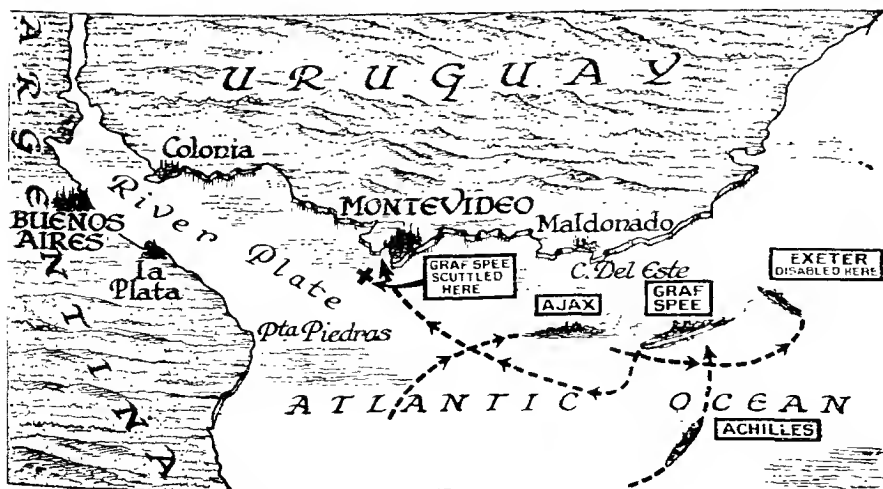 URUGUAY
ARGENTINA
Colonia
River Plate
BUENOS
AIRES
La
Plata
MONTEVIDEO
Maldonado
GRAF SPEE
SCUTTLED
HERE
C. Del Este
EXETER
DISABLED HERE
AJAX
GRAF
SPEE
Pta Piedras
ATLANTIC OCEAN
ACHILLES